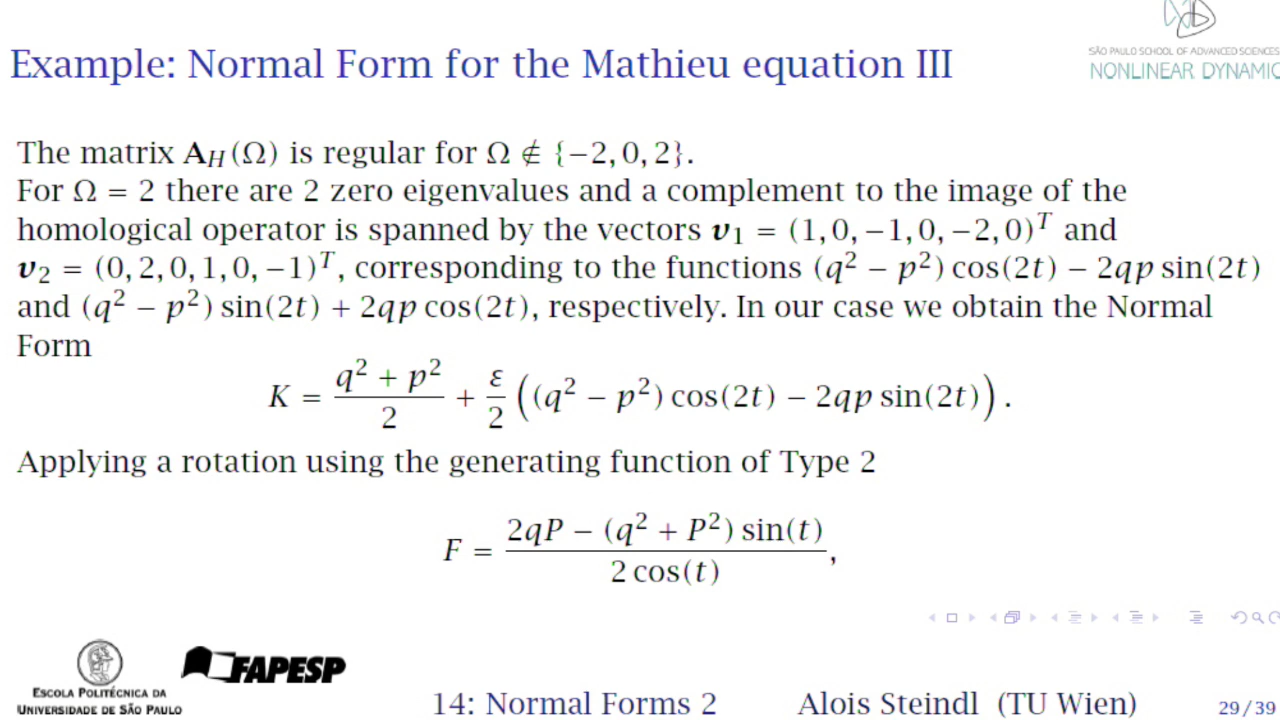 Example: Normal Form for the Mathieu equation III
SÃO PAULO SCHOOL OF ADVANCED SCIENCES
NONLINEAR DYNAMIC
The matrix A_H(Ω) is regular for Ω ∉ {−2, 0, 2}.
For Ω = 2 there are 2 zero eigenvalues and a complement to the image of the
homological operator is spanned by the vectors v₁ = (1, 0, −1, 0, −2, 0)ᵀ and
v₂ = (0, 2, 0, 1, 0, −1)ᵀ, corresponding to the functions (q² − p²) cos(2t) − 2qp sin(2t)
and (q² − p²) sin(2t) + 2qp cos(2t), respectively. In our case we obtain the Normal
Form
K = (q² + p²)/2 + ε/2 ((q² − p²) cos(2t) − 2qp sin(2t)).
Applying a rotation using the generating function of Type 2
F = (2qP − (q² + P²) sin(t))/(2 cos(t)),
ESCOLA POLITÉCNICA DA
UNIVERSIDADE DE SÃO PAULO
FAPESP
14: Normal Forms 2 Alois Steindl (TU Wien) 29/39